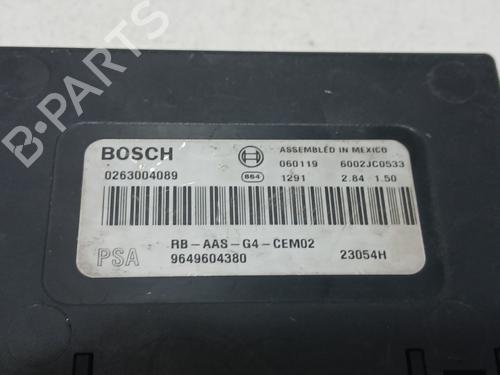 B-PARTS
BOSCH
ASSEMBLED IN MEXICO
060119 6002JC0533
0263004089 664 1291 2.84 1.50
RB-AAS-G4-CEM02
PSA 9649604380 23054H